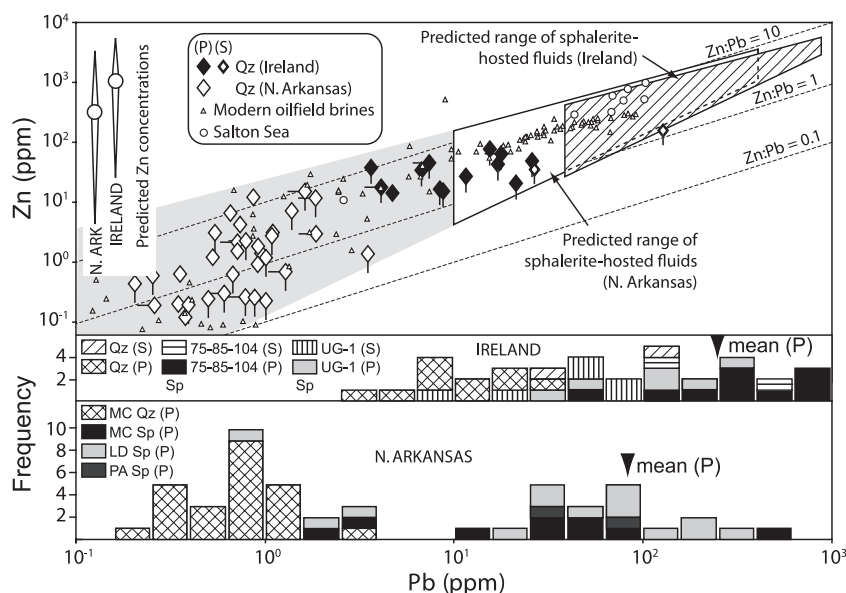 10⁴
10³
10²
10¹
10⁰
10⁻¹
Zn (ppm)
N. ARK
IRELAND
Predicted Zn concentrations
(P) (S)
Qz (Ireland)
Qz (N. Arkansas)
Modern oilfield brines
Salton Sea
Predicted range of sphalerite-
hosted fluids (Ireland)
Zn:Pb = 10
Zn:Pb = 1
Zn:Pb = 0.1
Predicted range of
sphalerite-hosted fluids
(N. Arkansas)
Qz (S) 75-85-104 (S) UG-1 (S)
Qz (P) 75-85-104 (P) UG-1 (P)
Sp Sp
IRELAND
mean (P)
4
2
Frequency
MC Qz (P)
MC Sp (P)
LD Sp (P)
PA Sp (P)
N. ARKANSAS
mean (P)
10
8
6
4
2
10⁻¹ 10⁰ 10¹ 10² 10³
Pb (ppm)